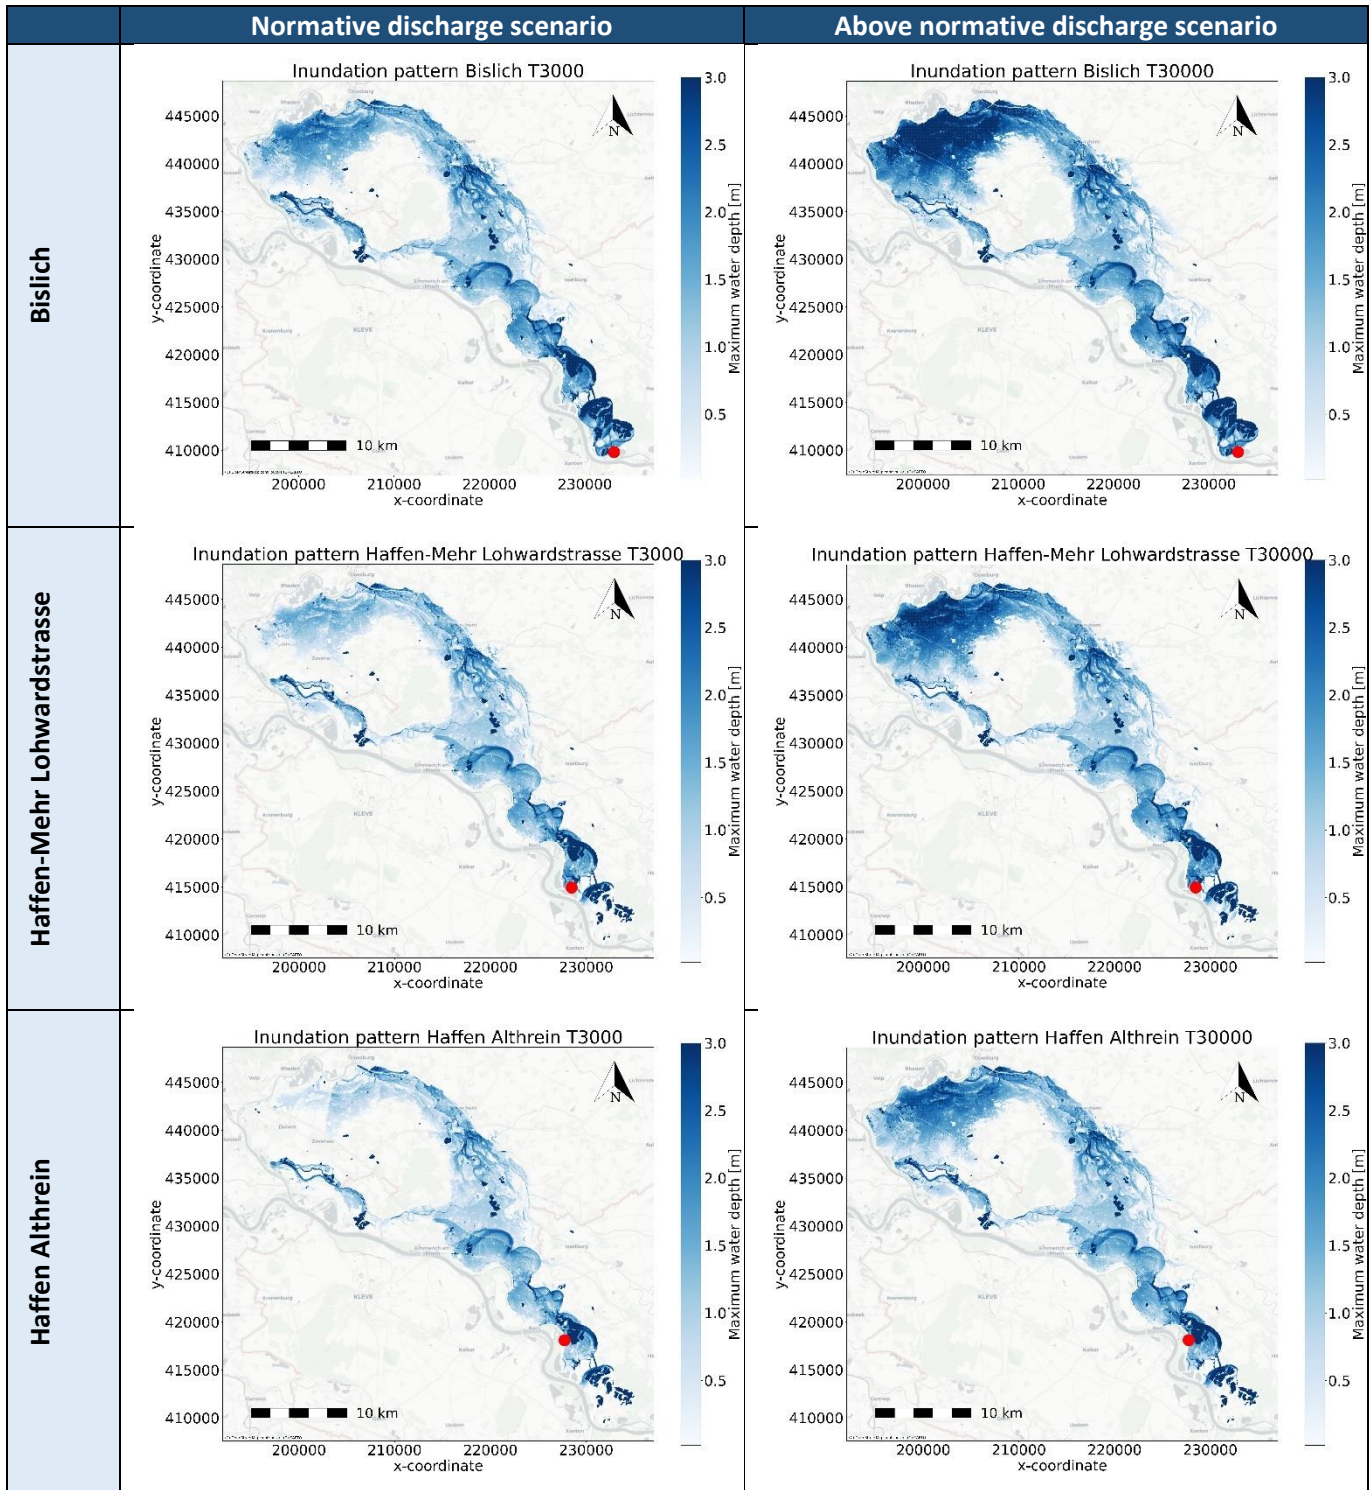 Normative discharge scenario
Above normative discharge scenario
Bislich
Inundation pattern Bislich T3000
445000
440000
435000
430000
425000
420000
415000
410000
y-coordinate
200000 210000 220000 230000
x-coordinate
10 km
N
KLEVE
Kalkar
Xanten
3.0
2.5
2.0
1.5
1.0
0.5
Maximum water depth [m]
Inundation pattern Bislich T30000
445000
440000
435000
430000
425000
420000
415000
410000
y-coordinate
200000 210000 220000 230000
x-coordinate
10 km
N
KLEVE
Kalkar
Xanten
3.0
2.5
2.0
1.5
1.0
0.5
Maximum water depth [m]
Haffen-Mehr Lohwardstrasse
Inundation pattern Haffen-Mehr Lohwardstrasse T3000
445000
440000
435000
430000
425000
420000
415000
410000
y-coordinate
200000 210000 220000 230000
x-coordinate
10 km
N
KLEVE
Kalkar
Xanten
3.0
2.5
2.0
1.5
1.0
0.5
Maximum water depth [m]
Inundation pattern Haffen-Mehr Lohwardstrasse T30000
445000
440000
435000
430000
425000
420000
415000
410000
y-coordinate
200000 210000 220000 230000
x-coordinate
10 km
N
KLEVE
Kalkar
Xanten
3.0
2.5
2.0
1.5
1.0
0.5
Maximum water depth [m]
Haffen Althrein
Inundation pattern Haffen Althrein T3000
445000
440000
435000
430000
425000
420000
415000
410000
y-coordinate
200000 210000 220000 230000
x-coordinate
10 km
N
KLEVE
Kalkar
Xanten
3.0
2.5
2.0
1.5
1.0
0.5
Maximum water depth [m]
Inundation pattern Haffen Althrein T30000
445000
440000
435000
430000
425000
420000
415000
410000
y-coordinate
200000 210000 220000 230000
x-coordinate
10 km
N
KLEVE
Kalkar
Xanten
3.0
2.5
2.0
1.5
1.0
0.5
Maximum water depth [m]